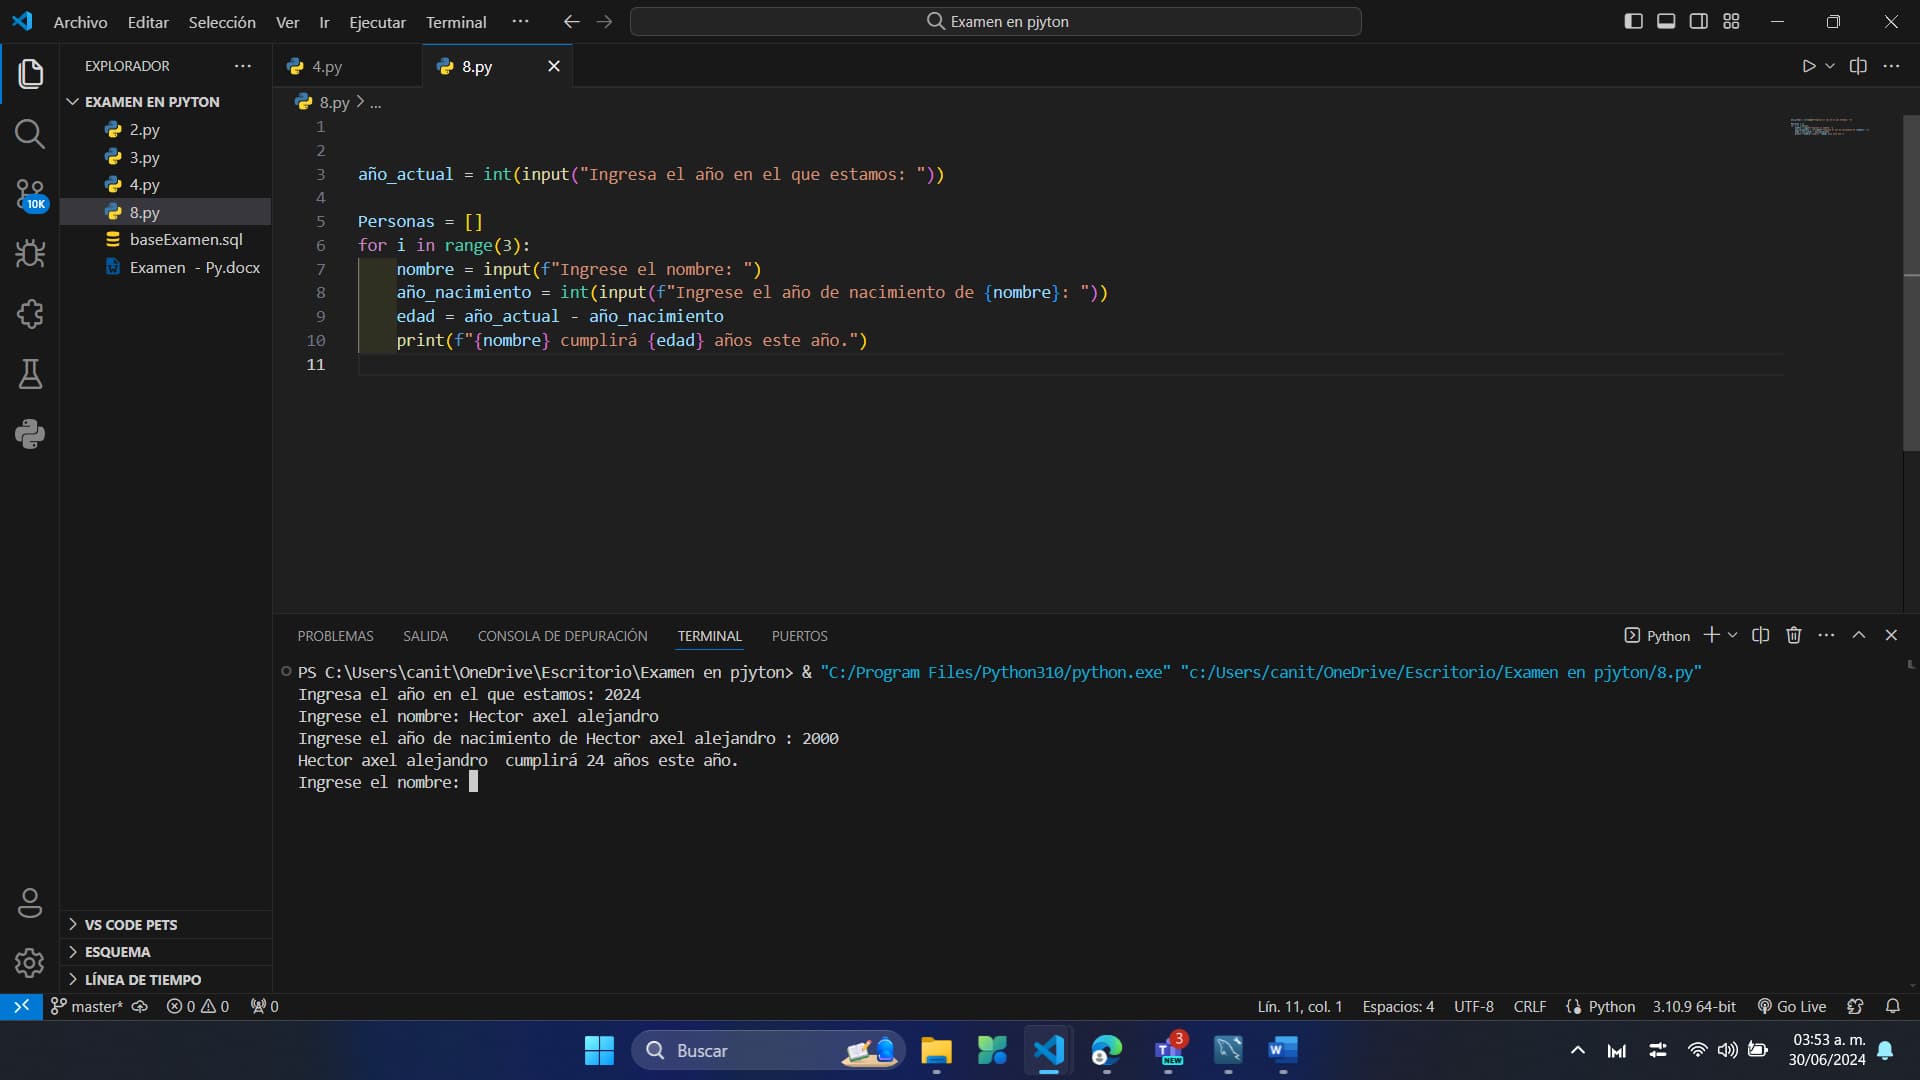 Archivo Editar Selección Ver Ir Ejecutar Terminal ··· Examen en pjyton
EXPLORADOR ···
4.py 8.py
EXAMEN EN PJYTON
2.py
3.py
4.py
8.py
baseExamen.sql
Examen - Py.docx
10K
8.py > ...
1
2
3 año_actual = int(input("Ingresa el año en el que estamos: "))
4
5 Personas = []
6 for i in range(3):
7 nombre = input(f"Ingrese el nombre: ")
8 año_nacimiento = int(input(f"Ingrese el año de nacimiento de {nombre}: "))
9 edad = año_actual - año_nacimiento
10 print(f"{nombre} cumplirá {edad} años este año.")
11
PROBLEMAS SALIDA CONSOLA DE DEPURACIÓN TERMINAL PUERTOS Python
PS C:\Users\canit\OneDrive\Escritorio\Examen en pjyton> & "C:/Program Files/Python310/python.exe" "c:/Users/canit/OneDrive/Escritorio/Examen en pjyton/8.py"
Ingresa el año en el que estamos: 2024
Ingrese el nombre: Hector axel alejandro
Ingrese el año de nacimiento de Hector axel alejandro : 2000
Hector axel alejandro  cumplirá 24 años este año.
Ingrese el nombre:
VS CODE PETS
ESQUEMA
LÍNEA DE TIEMPO
master* 0 0 0 Lín. 11, col. 1 Espacios: 4 UTF-8 CRLF Python 3.10.9 64-bit Go Live
Buscar
3
NEW
03:53 a. m.
30/06/2024